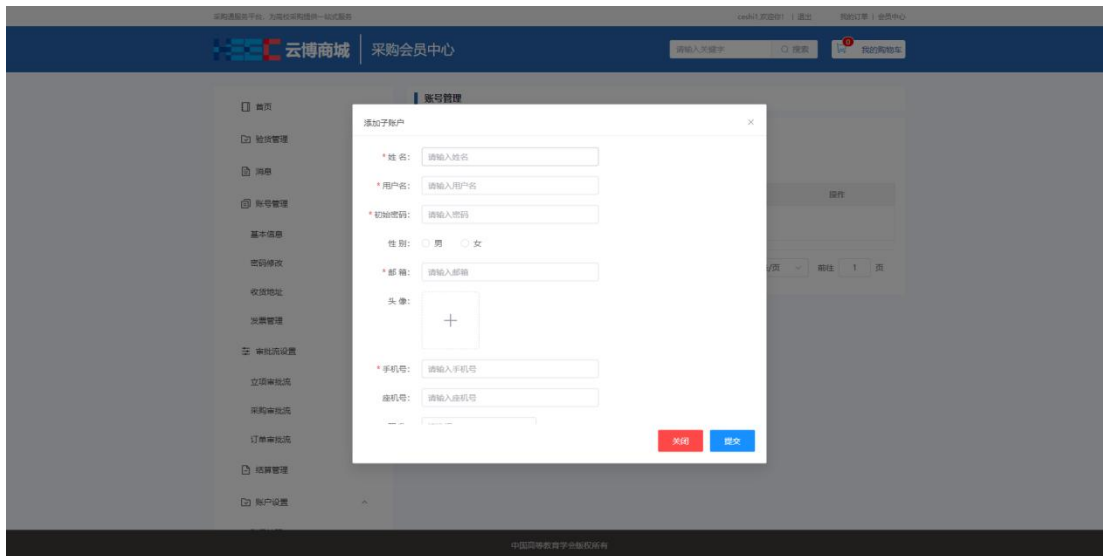 采购通服务平台，为高校采购提供一站式服务
ceshi1 欢迎你！ | 退出 我的订单 | 会员中心
云博商城 采购会员中心
请输入关键字 搜索 0 我的购物车
首页
验货管理
消息
账号管理
基本信息
密码修改
收货地址
发票管理
审批流设置
立项审批流
采购审批流
订单审批流
结算管理
账户设置
账号管理
添加子账户 ×
*姓 名: 请输入姓名
*用户名: 请输入用户名
*初始密码: 请输入密码
性 别: 男 女
*邮 箱: 请输入邮箱
头 像:
+
*手机号: 请输入手机号
座机号: 请输入座机号
关闭 提交
操作
/页 前往 1 页
中国高等教育学会版权所有